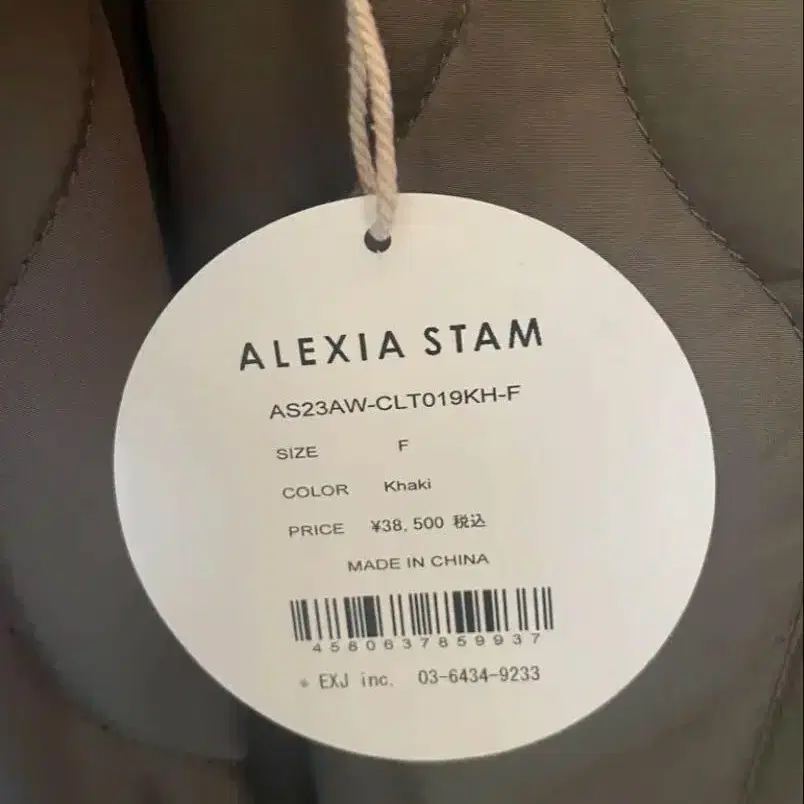 ALEXIA STAM
AS23AW-CLT019KH-F
SIZE F
COLOR Khaki
PRICE ¥38,500 税込
MADE IN CHINA
4580637859937
* EXJ inc. 03-6434-9233